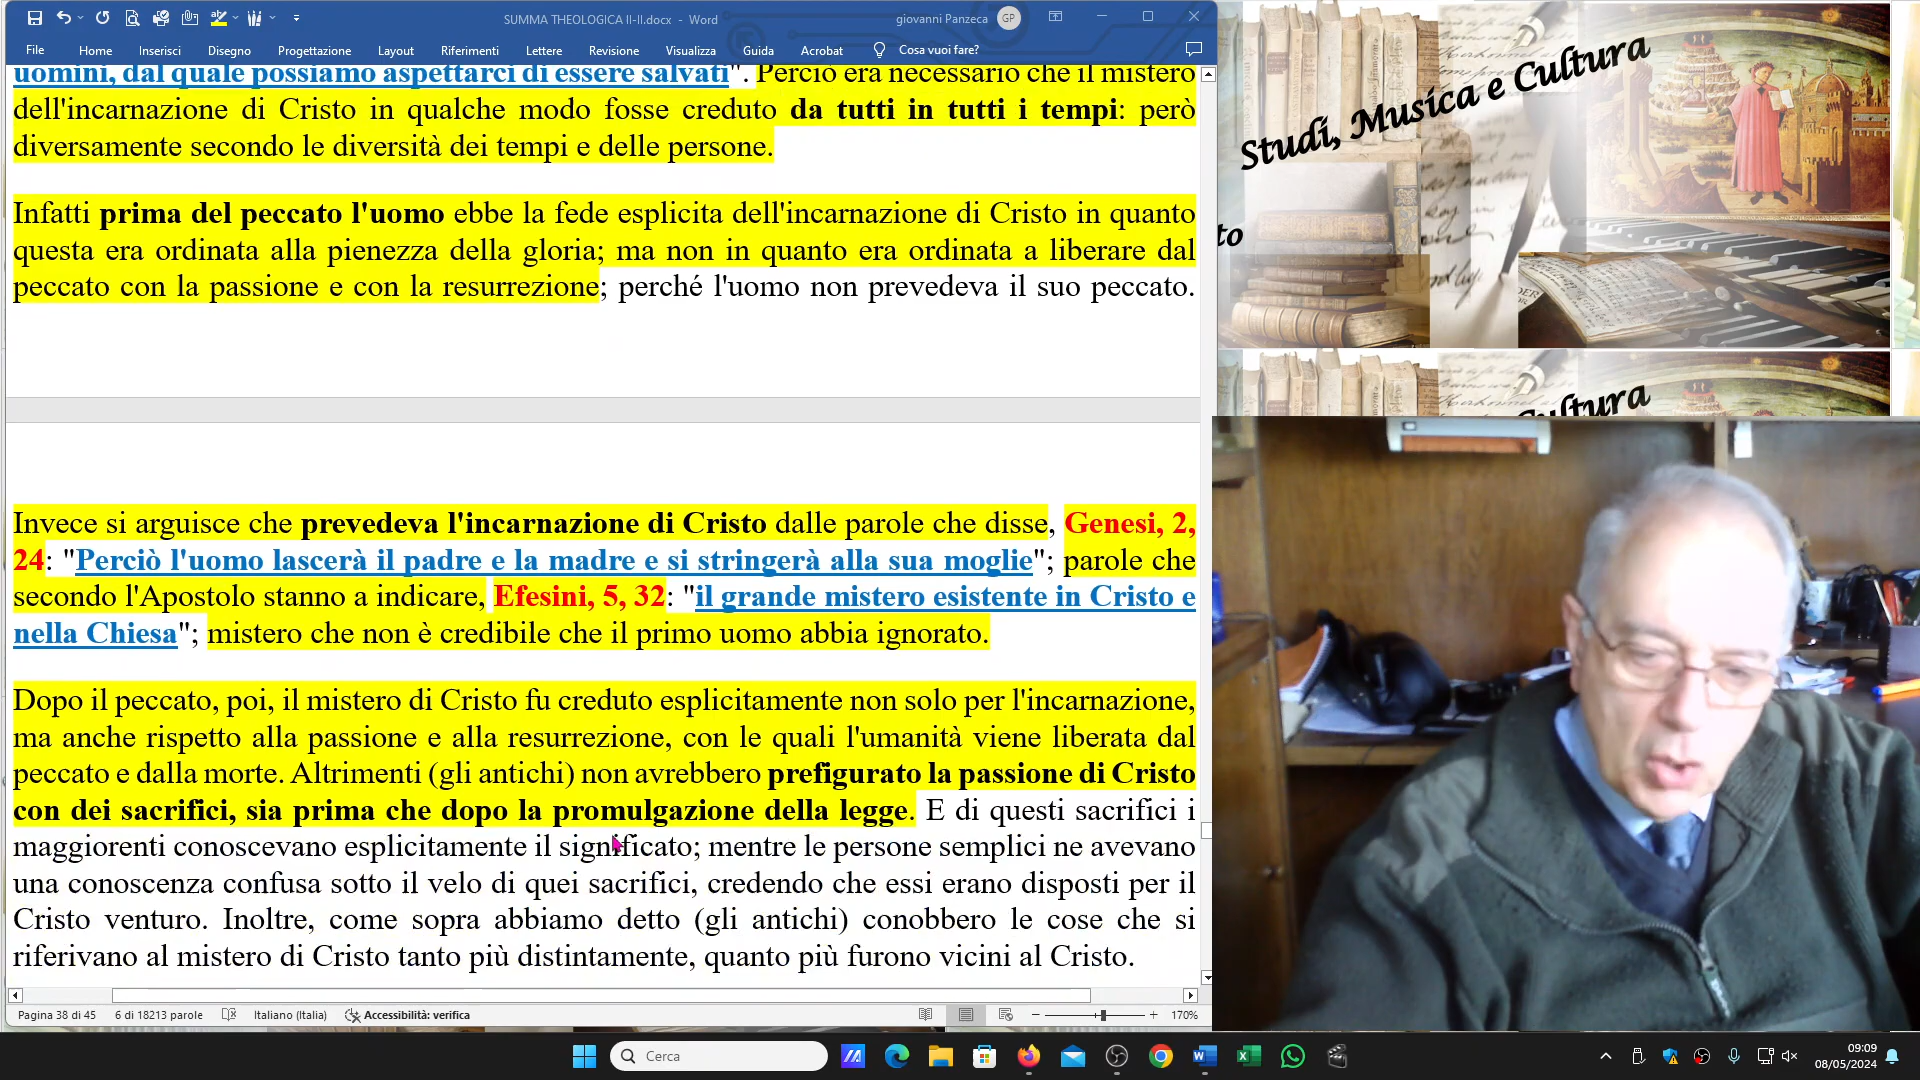 SUMMA THEOLOGICA II-II.docx - Word
giovanni Panzeca GP
File Home Inserisci Disegno Progettazione Layout Riferimenti Lettere Revisione Visualizza Guida Acrobat Cosa vuoi fare?
uomini, dal quale possiamo aspettarci di essere salvati". Perciò era necessario che il mistero
dell'incarnazione di Cristo in qualche modo fosse creduto da tutti in tutti i tempi: però
diversamente secondo le diversità dei tempi e delle persone.
Infatti prima del peccato l'uomo ebbe la fede esplicita dell'incarnazione di Cristo in quanto
questa era ordinata alla pienezza della gloria; ma non in quanto era ordinata a liberare dal
peccato con la passione e con la resurrezione; perché l'uomo non prevedeva il suo peccato.
Invece si arguisce che prevedeva l'incarnazione di Cristo dalle parole che disse, Genesi, 2,
24: "Perciò l'uomo lascerà il padre e la madre e si stringerà alla sua moglie"; parole che
secondo l'Apostolo stanno a indicare, Efesini, 5, 32: "il grande mistero esistente in Cristo e
nella Chiesa"; mistero che non è credibile che il primo uomo abbia ignorato.
Dopo il peccato, poi, il mistero di Cristo fu creduto esplicitamente non solo per l'incarnazione,
ma anche rispetto alla passione e alla resurrezione, con le quali l'umanità viene liberata dal
peccato e dalla morte. Altrimenti (gli antichi) non avrebbero prefigurato la passione di Cristo
con dei sacrifici, sia prima che dopo la promulgazione della legge. E di questi sacrifici i
maggiorenti conoscevano esplicitamente il significato; mentre le persone semplici ne avevano
una conoscenza confusa sotto il velo di quei sacrifici, credendo che essi erano disposti per il
Cristo venturo. Inoltre, come sopra abbiamo detto (gli antichi) conobbero le cose che si
riferivano al mistero di Cristo tanto più distintamente, quanto più furono vicini al Cristo.
Pagina 38 di 45 6 di 18213 parole Italiano (Italia) Accessibilità: verifica 170%
Studi, Musica e Cultura
to
Cultura
Cerca
09:09
08/05/2024